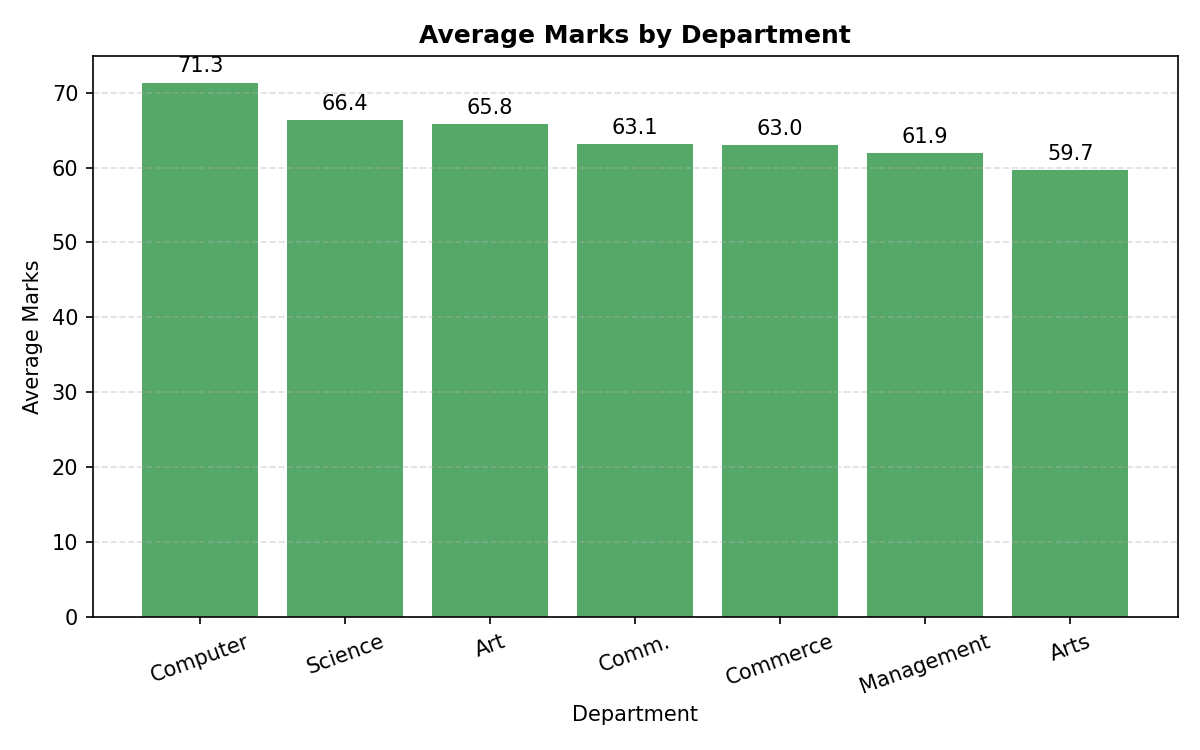 Average Marks by Department
71.3
66.4
65.8
63.1
63.0
61.9
59.7
70
60
50
40
30
20
10
0
Average Marks
Computer
Science
Art
Comm.
Commerce
Management
Arts
Department